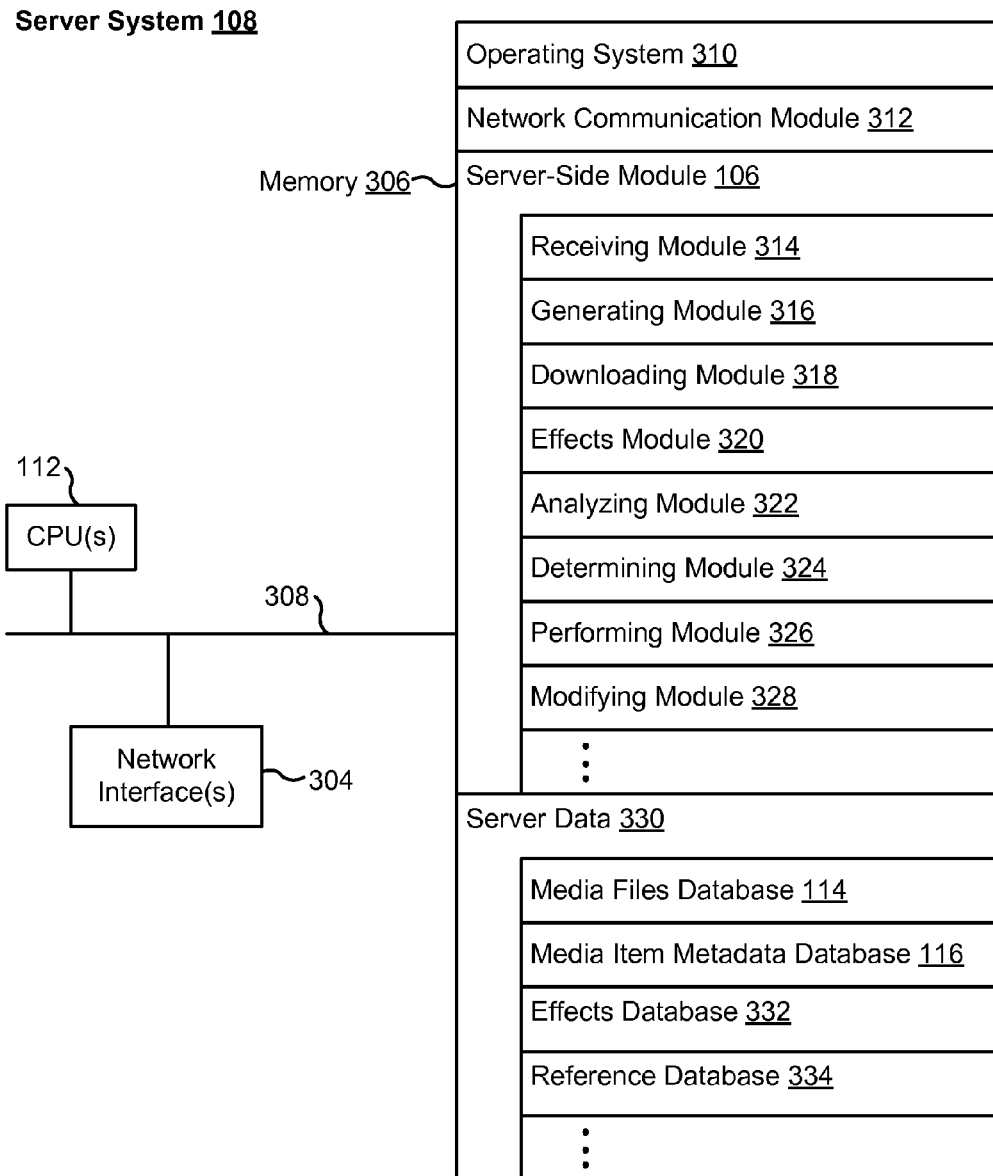 Server System 108
Operating System 310
Network Communication Module 312
Memory 306
Server-Side Module 106
Receiving Module 314
Generating Module 316
Downloading Module 318
Effects Module 320
Analyzing Module 322
Determining Module 324
Performing Module 326
Modifying Module 328
112
CPU(s)
308
Network
Interface(s)
304
Server Data 330
Media Files Database 114
Media Item Metadata Database 116
Effects Database 332
Reference Database 334